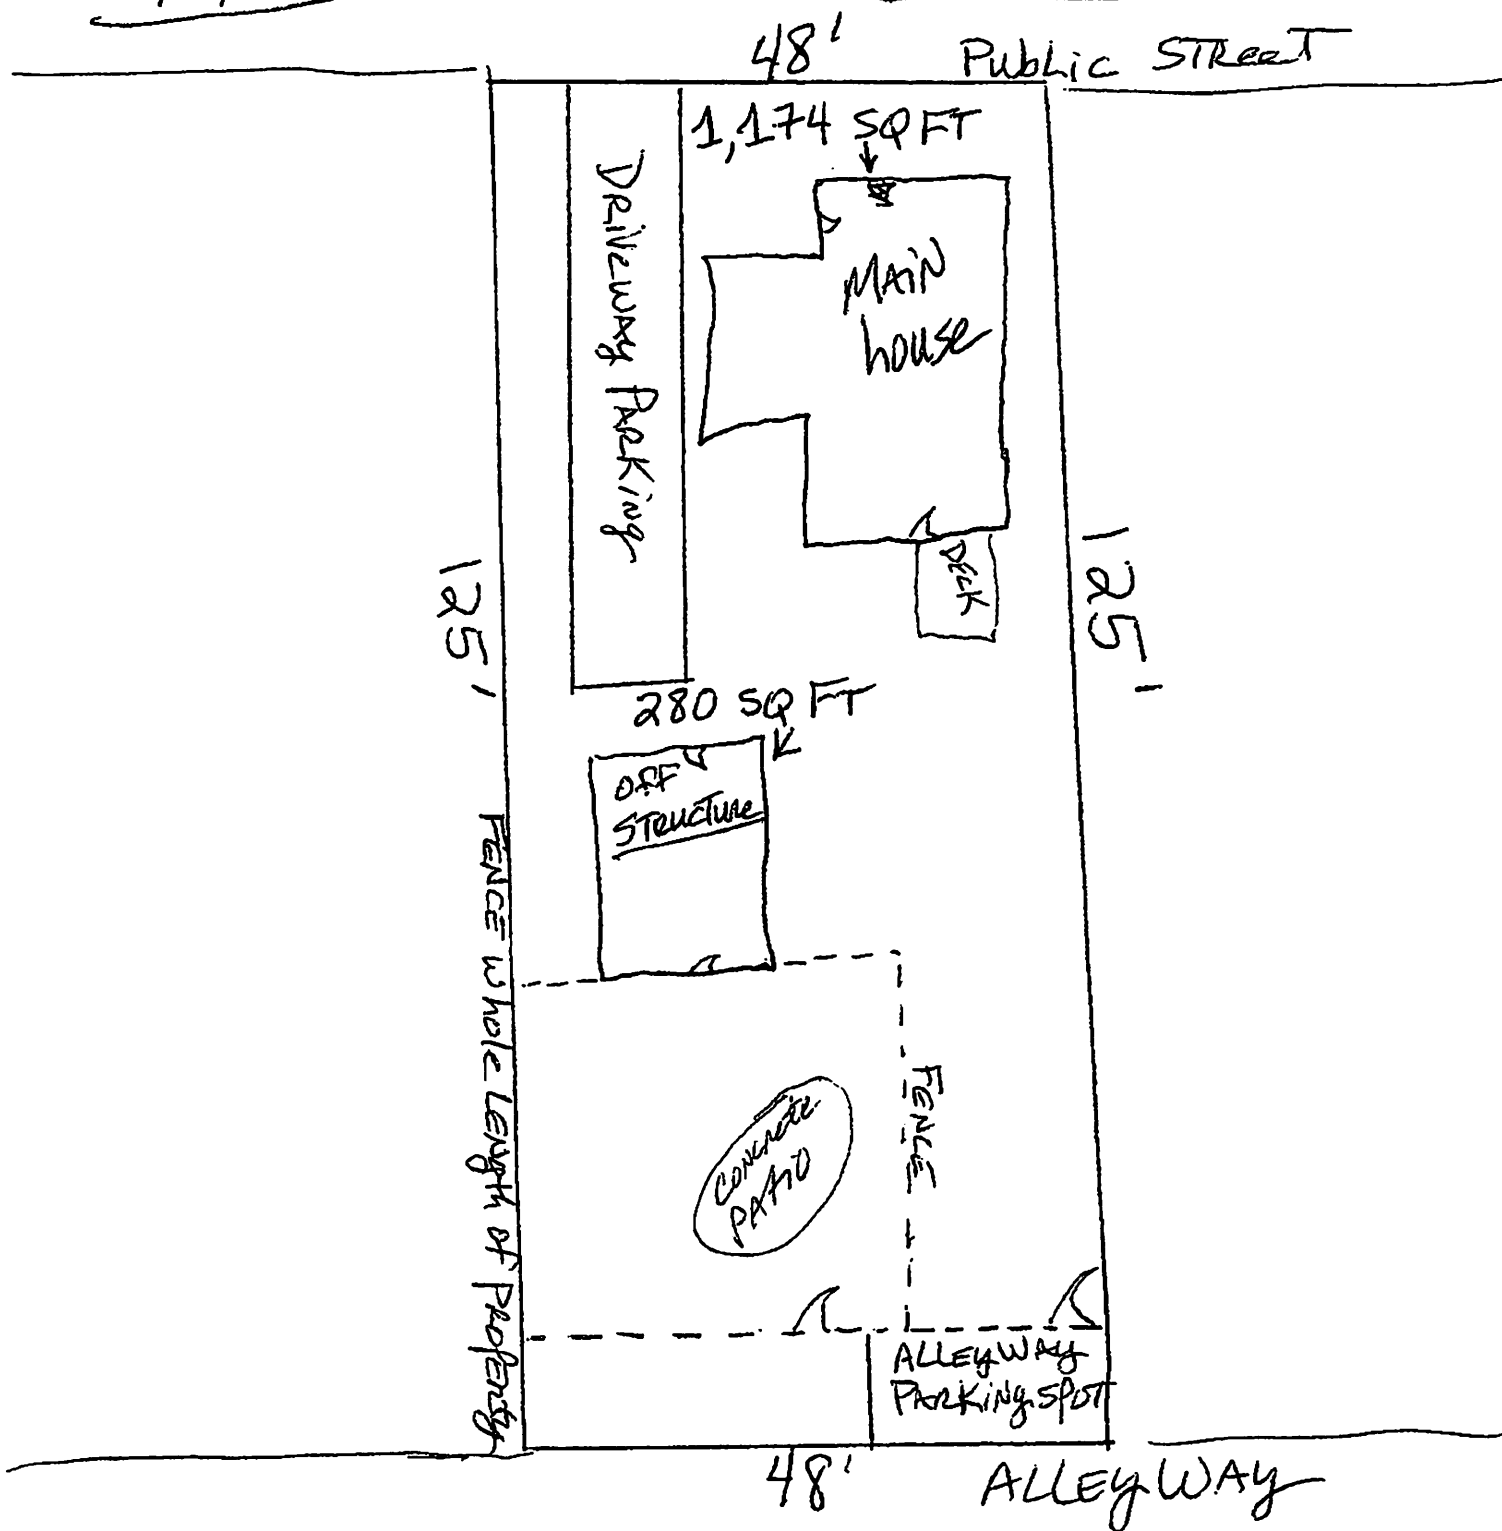 48'
Public STReeT
1,174 SQ FT
DRiveway PARKing
MAiN
house
DECK
125'
125'
280 SQ FT
OFF
STRUCTURE
FENCE whole LENgth of PROPerty
FENCE
CONCRete
PATiO
ALLEYWAY
PARKiNg SPOT
48'
ALLEYWAY